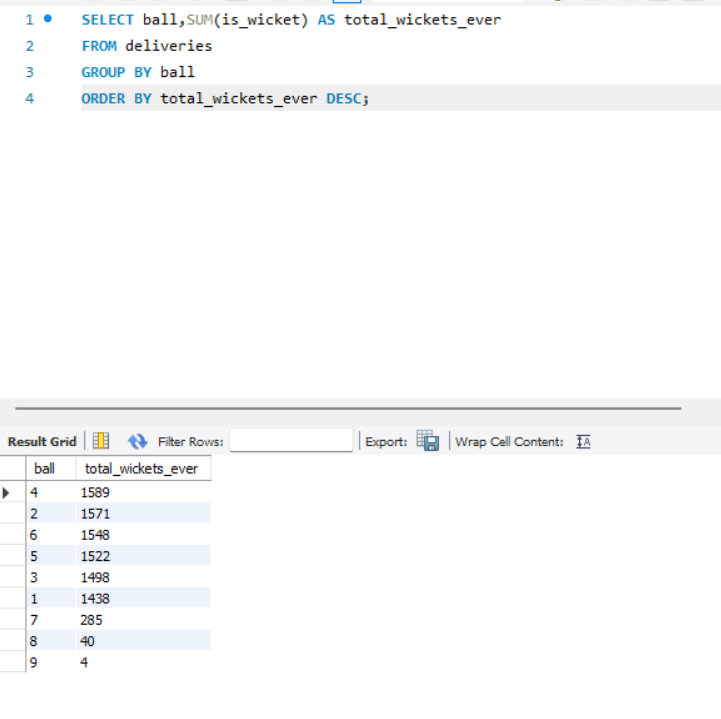 1 SELECT ball,SUM(is_wicket) AS total_wickets_ever
2 FROM deliveries
3 GROUP BY ball
4 ORDER BY total_wickets_ever DESC;
Result Grid Filter Rows: Export: Wrap Cell Content:
ball total_wickets_ever
4 1589
2 1571
6 1548
5 1522
3 1498
1 1438
7 285
8 40
9 4